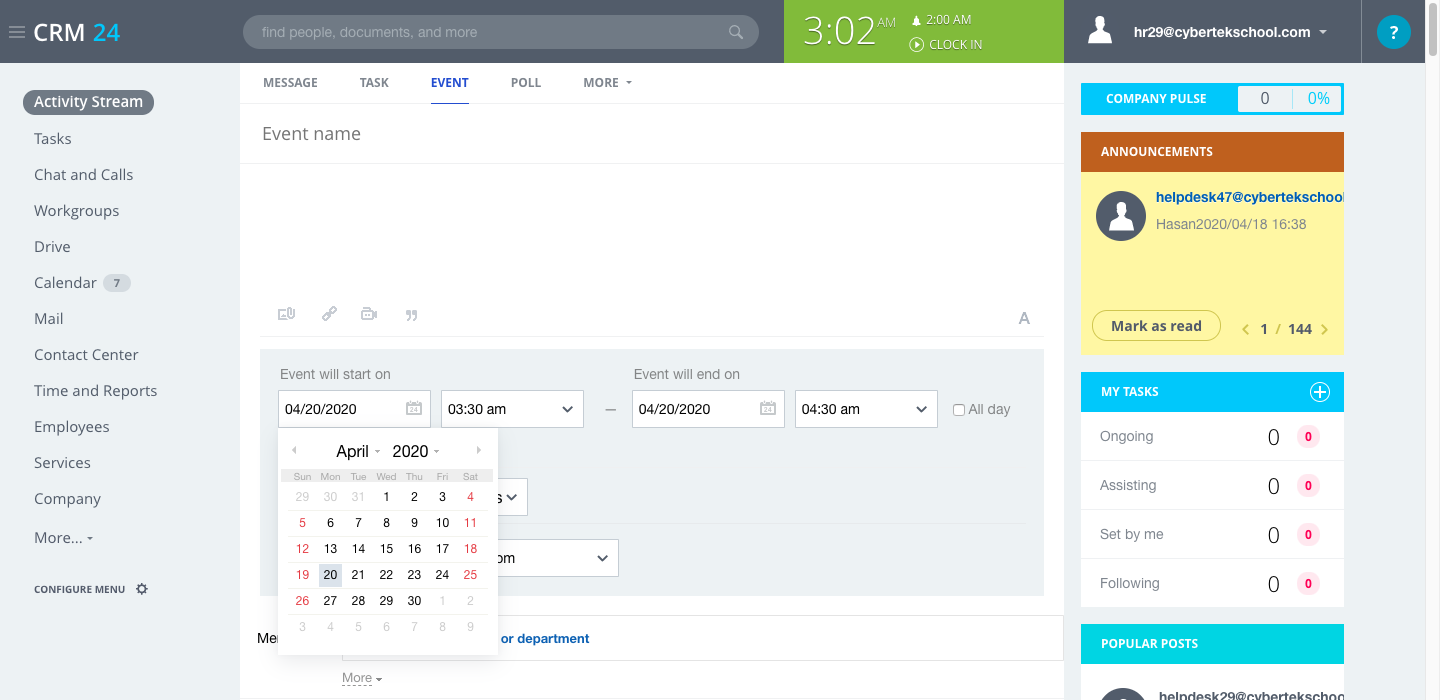 CRM 24
find people, documents, and more
3:02 AM
2:00 AM
CLOCK IN
hr29@cybertekschool.com
?
Activity Stream
Tasks
Chat and Calls
Workgroups
Drive
Calendar 7
Mail
Contact Center
Time and Reports
Employees
Services
Company
More...
CONFIGURE MENU
MESSAGE TASK EVENT POLL MORE
Event name
A
Event will start on Event will end on
04/20/2020 24 03:30 am — 04/20/2020 24 04:30 am All day
April 2020
Sun Mon Tue Wed Thu Fri Sat
29 30 31 1 2 3 4
5 6 7 8 9 10 11
12 13 14 15 16 17 18
19 20 21 22 23 24 25
26 27 28 29 30 1 2
3 4 5 6 7 8 9
or department
More
COMPANY PULSE 0 0%
ANNOUNCEMENTS
helpdesk47@cybertekschool
Hasan2020/04/18 16:38
Mark as read 1 / 144
MY TASKS
Ongoing 0 0
Assisting 0 0
Set by me 0 0
Following 0 0
POPULAR POSTS
helpdesk29@cybertekschoo